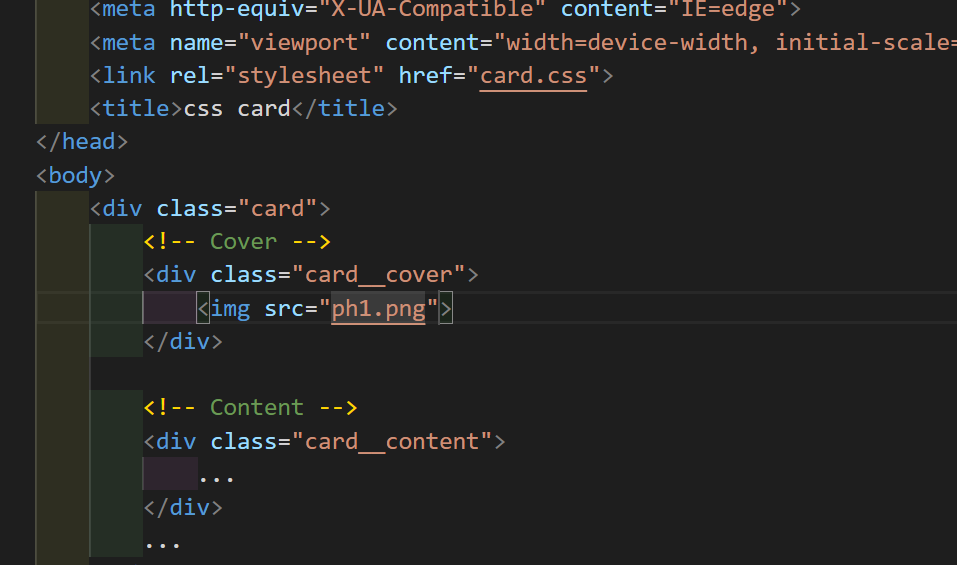 <meta http-equiv="X-UA-Compatible" content="IE=edge">
<meta name="viewport" content="width=device-width, initial-scale=
<link rel="stylesheet" href="card.css">
<title>css card</title>
</head>
<body>
<div class="card">
<!-- Cover -->
<div class="card__cover">
<img src="ph1.png">
</div>
<!-- Content -->
<div class="card__content">
...
</div>
...